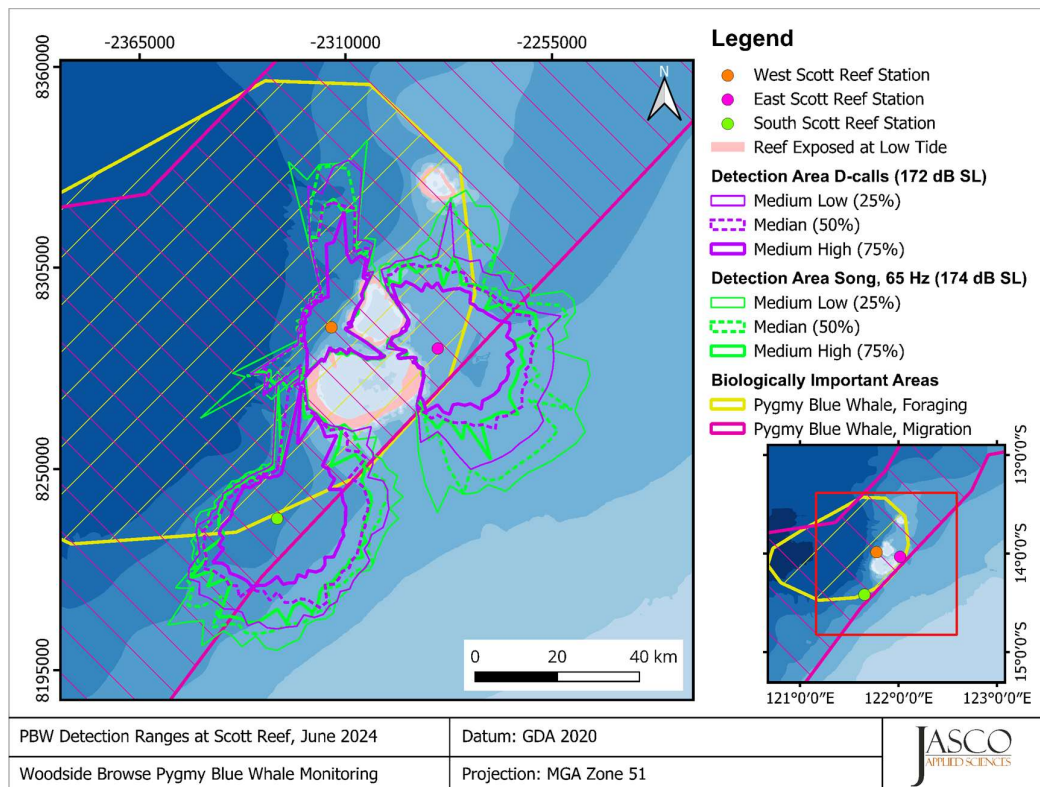 -2365000
-2310000
-2255000
8360000
8305000
8250000
8195000
N
0
20
40 km
Legend
West Scott Reef Station
East Scott Reef Station
South Scott Reef Station
Reef Exposed at Low Tide
Detection Area D-calls (172 dB SL)
Medium Low (25%)
Median (50%)
Medium High (75%)
Detection Area Song, 65 Hz (174 dB SL)
Medium Low (25%)
Median (50%)
Medium High (75%)
Biologically Important Areas
Pygmy Blue Whale, Foraging
Pygmy Blue Whale, Migration
13°0′0″S
14°0′0″S
15°0′0″S
121°0′0″E
122°0′0″E
123°0′0″E
PBW Detection Ranges at Scott Reef, June 2024
Datum: GDA 2020
Woodside Browse Pygmy Blue Whale Monitoring
Projection: MGA Zone 51
JASCO
APPLIED SCIENCES